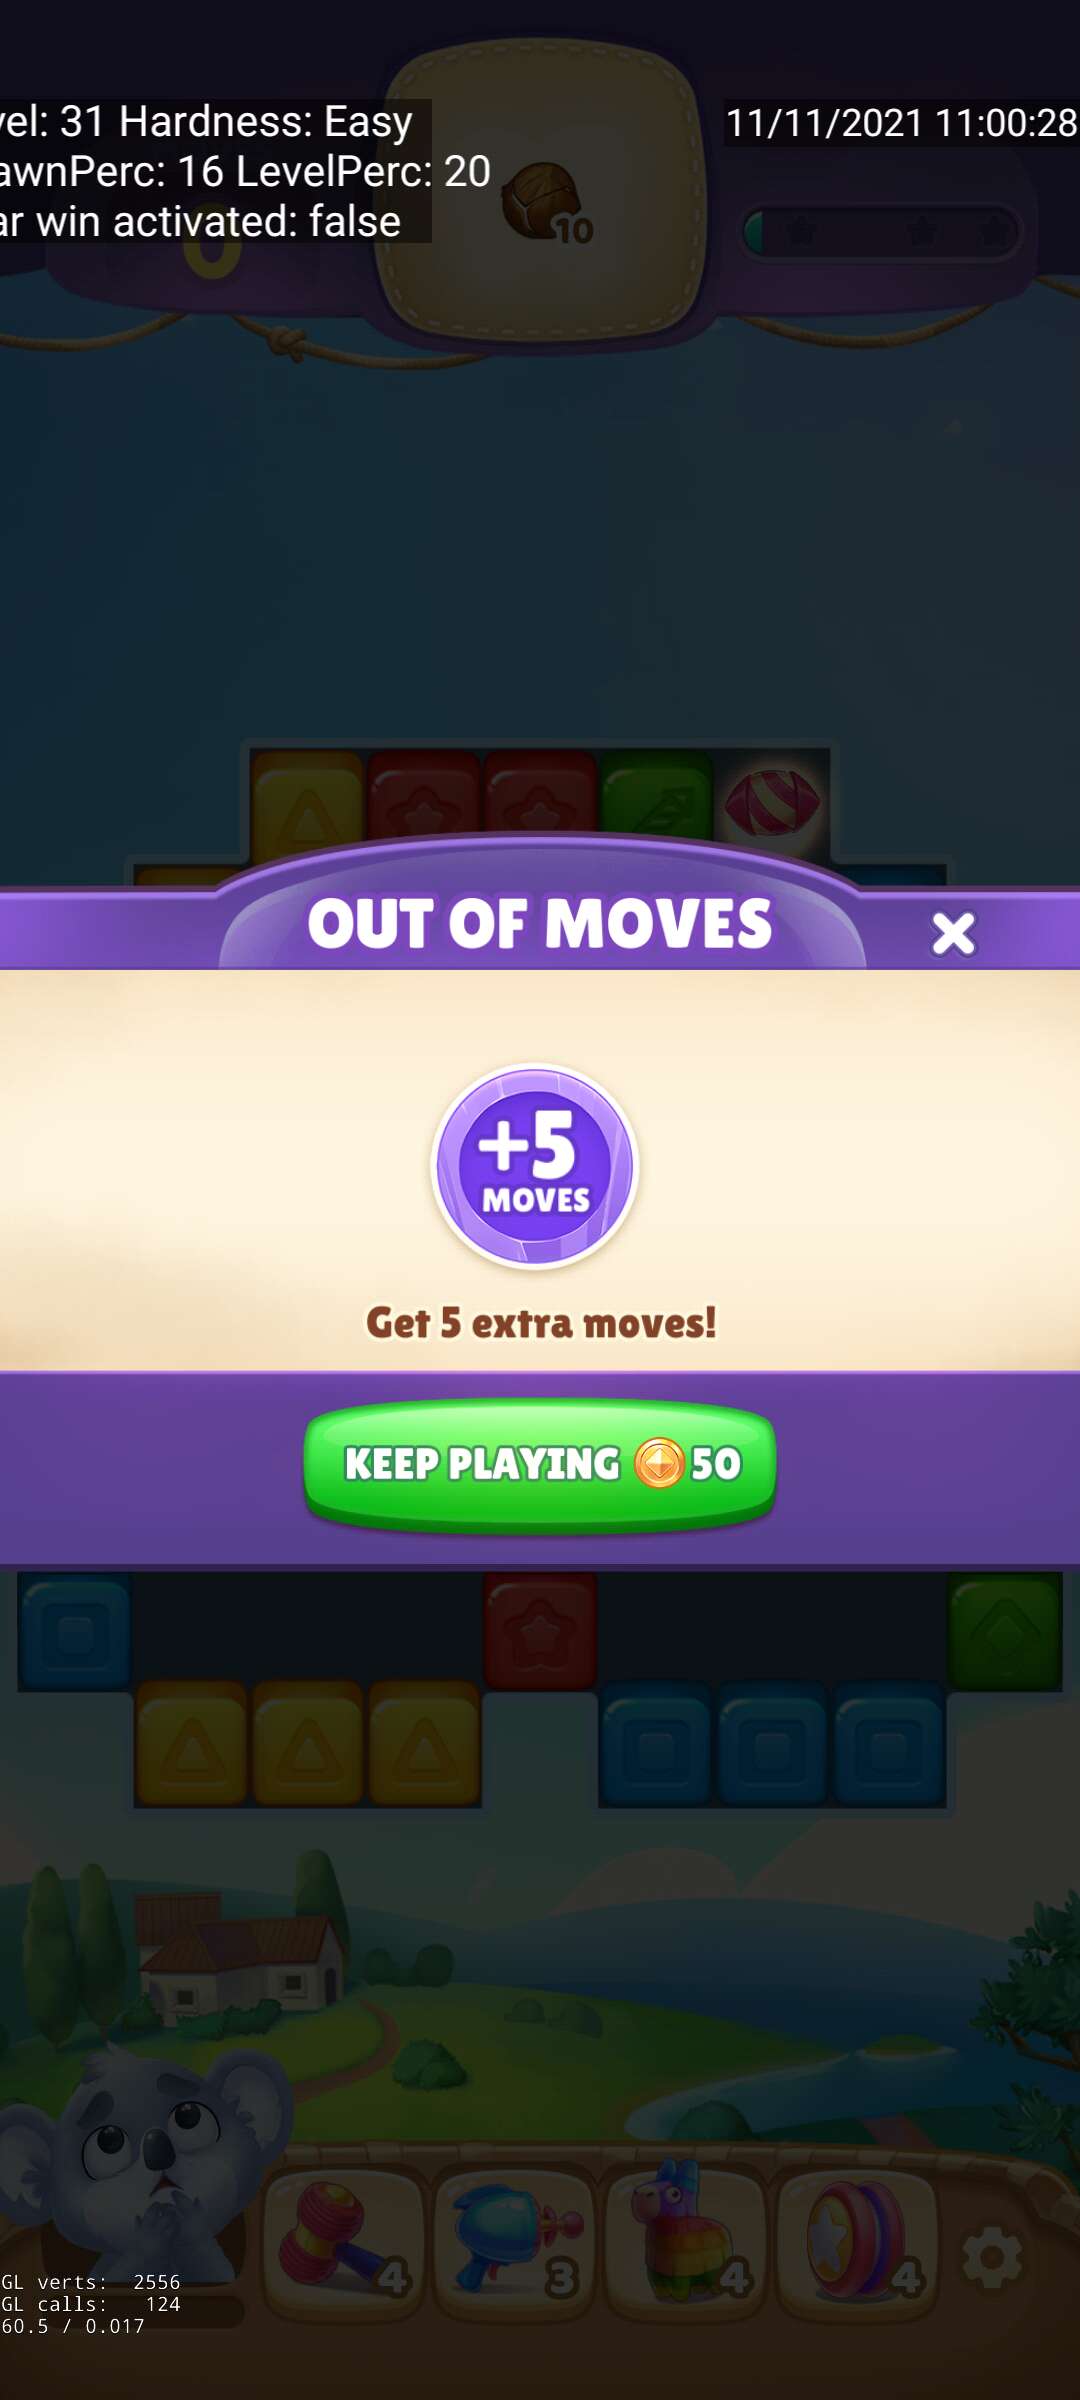 vel: 31 Hardness: Easy
awnPerc: 16 LevelPerc: 20
ar win activated: false
11/11/2021 11:00:28
0
10
OUT OF MOVES
+5
MOVES
Get 5 extra moves!
KEEP PLAYING 50
4
3
4
4
GL verts: 2556
GL calls: 124
60.5 / 0.017